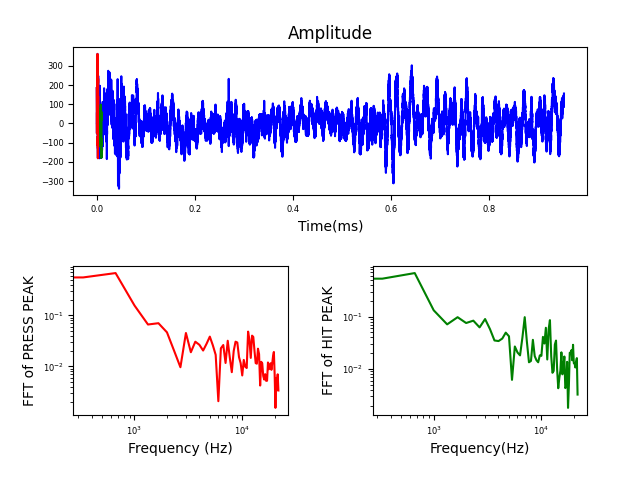 Amplitude
300
200
100
0
−100
−200
−300
0.0 0.2 0.4 0.6 0.8
Time(ms)
FFT of PRESS PEAK
10⁻¹
10⁻²
10³ 10⁴
Frequency (Hz)
FFT of HIT PEAK
10⁻¹
10⁻²
10³ 10⁴
Frequency(Hz)